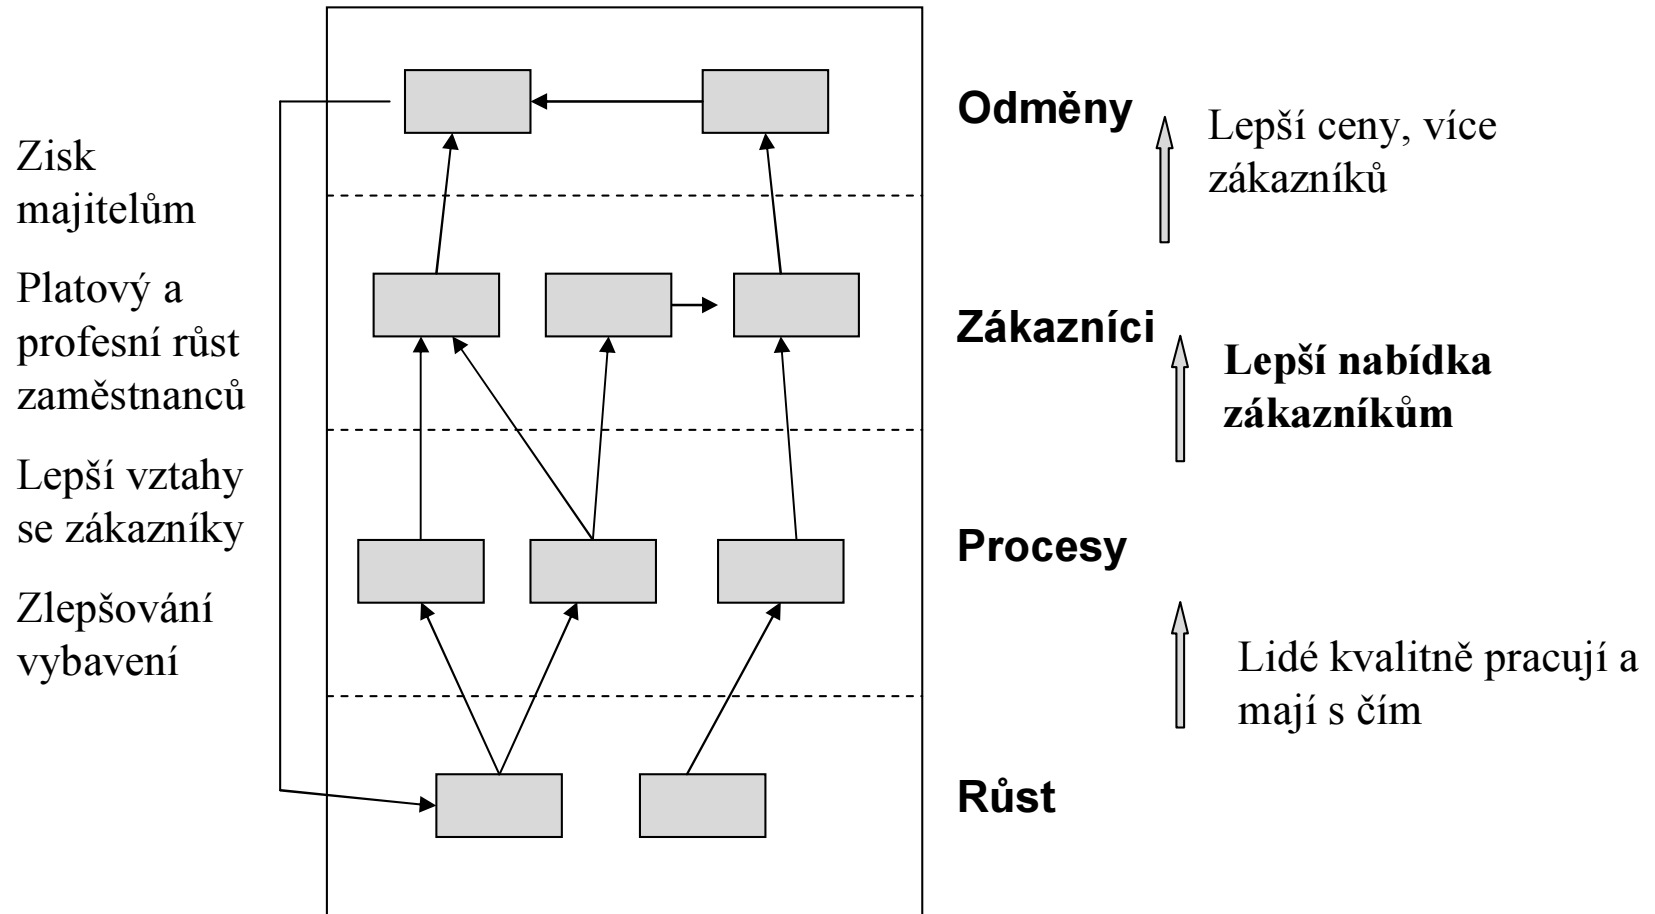 Zisk
majitelům
Platový a
profesní růst
zaměstnanců
Lepší vztahy
se zákazníky
Zlepšování
vybavení
Odměny
Lepší ceny, více
zákazníků
Zákazníci
Lepší nabídka
zákazníkům
Procesy
Lidé kvalitně pracují a
mají s čím
Růst